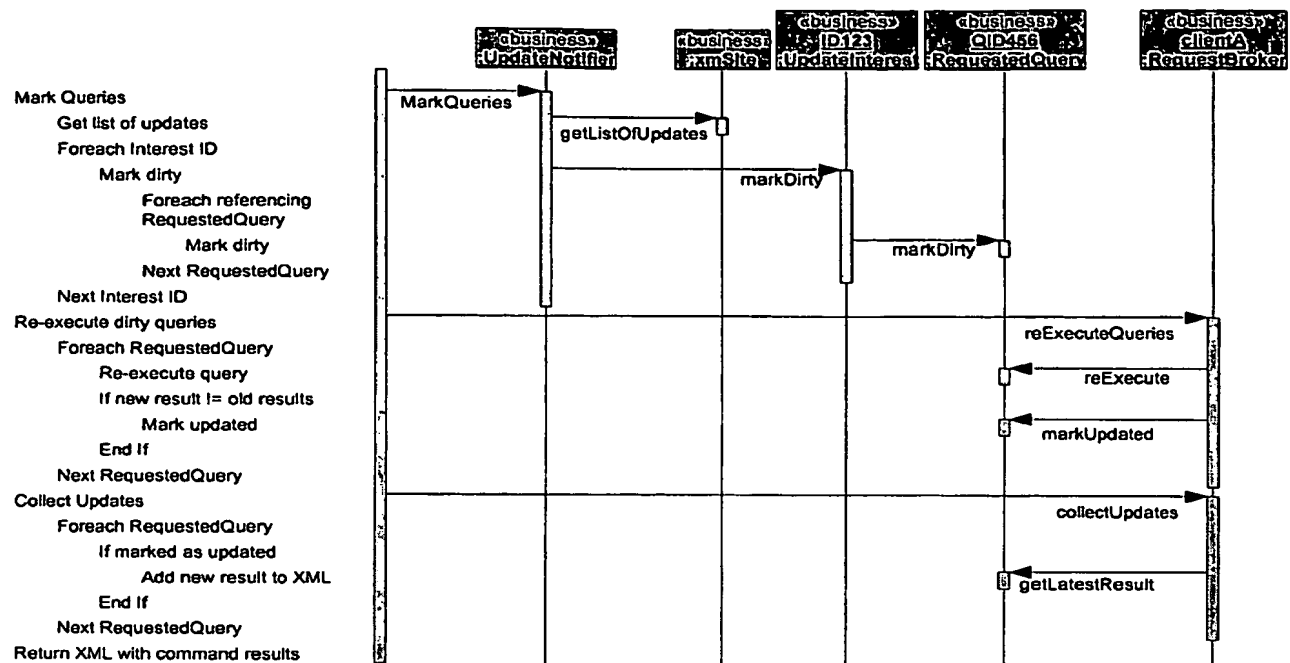 «business»
:UpdateNotifier
«business»
:xmSite
«business»
ID123
:UpdateInterest
«business»
QID456
:RequestedQuery
«business»
clientA
:RequestBroker
Mark Queries
Get list of updates
Foreach Interest ID
Mark dirty
Foreach referencing
RequestedQuery
Mark dirty
Next RequestedQuery
Next Interest ID
Re-execute dirty queries
Foreach RequestedQuery
Re-execute query
If new result != old results
Mark updated
End If
Next RequestedQuery
Collect Updates
Foreach RequestedQuery
If marked as updated
Add new result to XML
End If
Next RequestedQuery
Return XML with command results
MarkQueries
getListOfUpdates
markDirty
markDirty
reExecuteQueries
reExecute
markUpdated
collectUpdates
getLatestResult